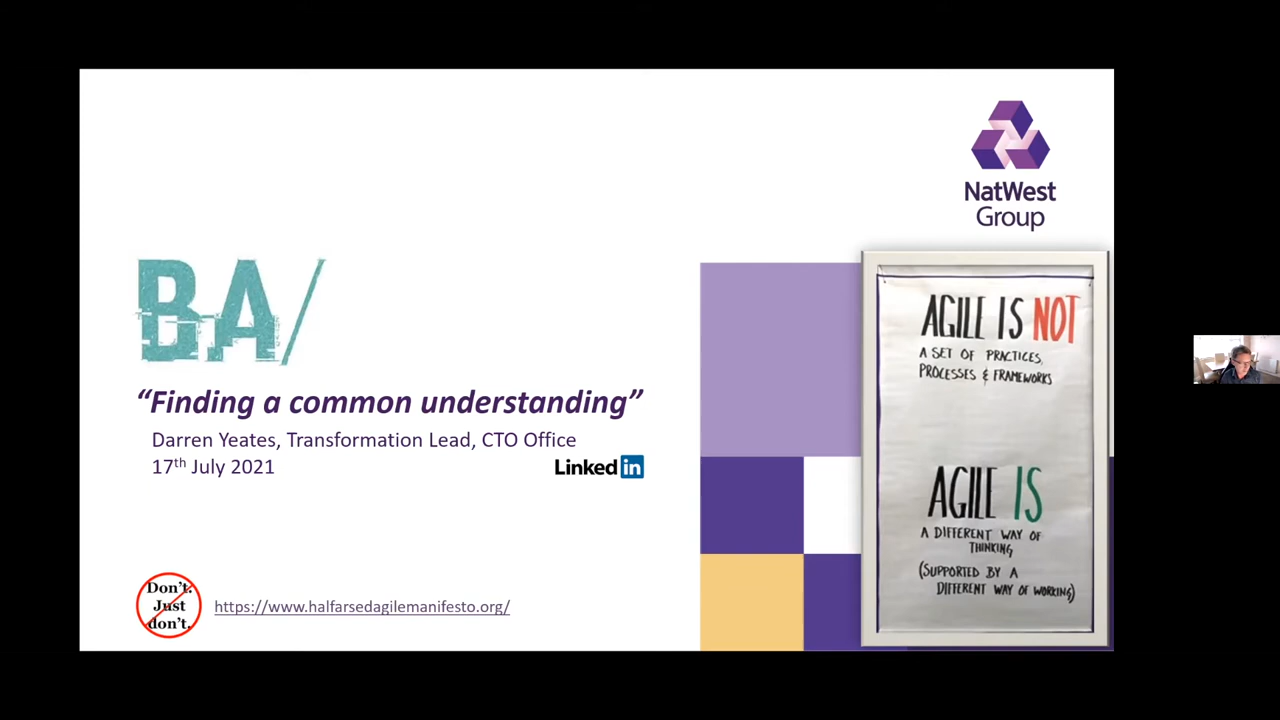 NatWest
Group
BA/
“Finding a common understanding”
Darren Yeates, Transformation Lead, CTO Office
17th July 2021
Linked in
Don't.
Just
don't.
https://www.halfarsedagilemanifesto.org/
AGILE IS NOT
A SET OF PRACTICES,
PROCESSES & FRAMEWORKS
AGILE IS
A DIFFERENT WAY OF
THINKING
(SUPPORTED BY A
DIFFERENT WAY OF WORKING)